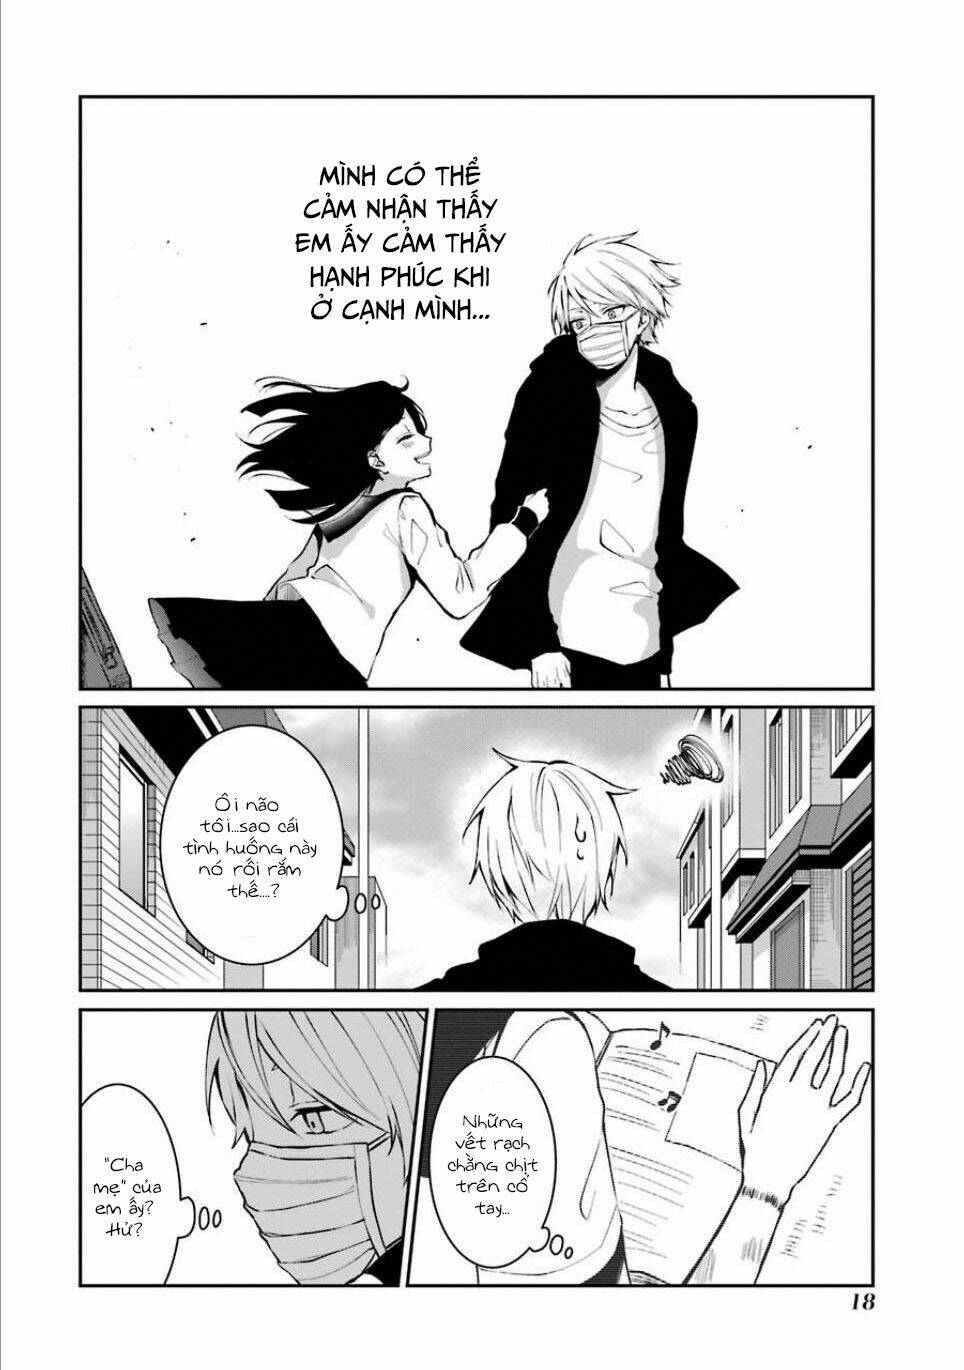 MÌNH CÓ THỂ
CẢM NHẬN THẤY
EM ẤY CẢM THẤY
HẠNH PHÚC KHI
Ở CẠNH MÌNH...
Ôi não
tôi...sao cái
tình huống này
nó rối rắm
thế....?
Những
vết rạch
chằng chịt
trên cổ
tay...
"Cha
mẹ" của
em ấy?
Hử?
18